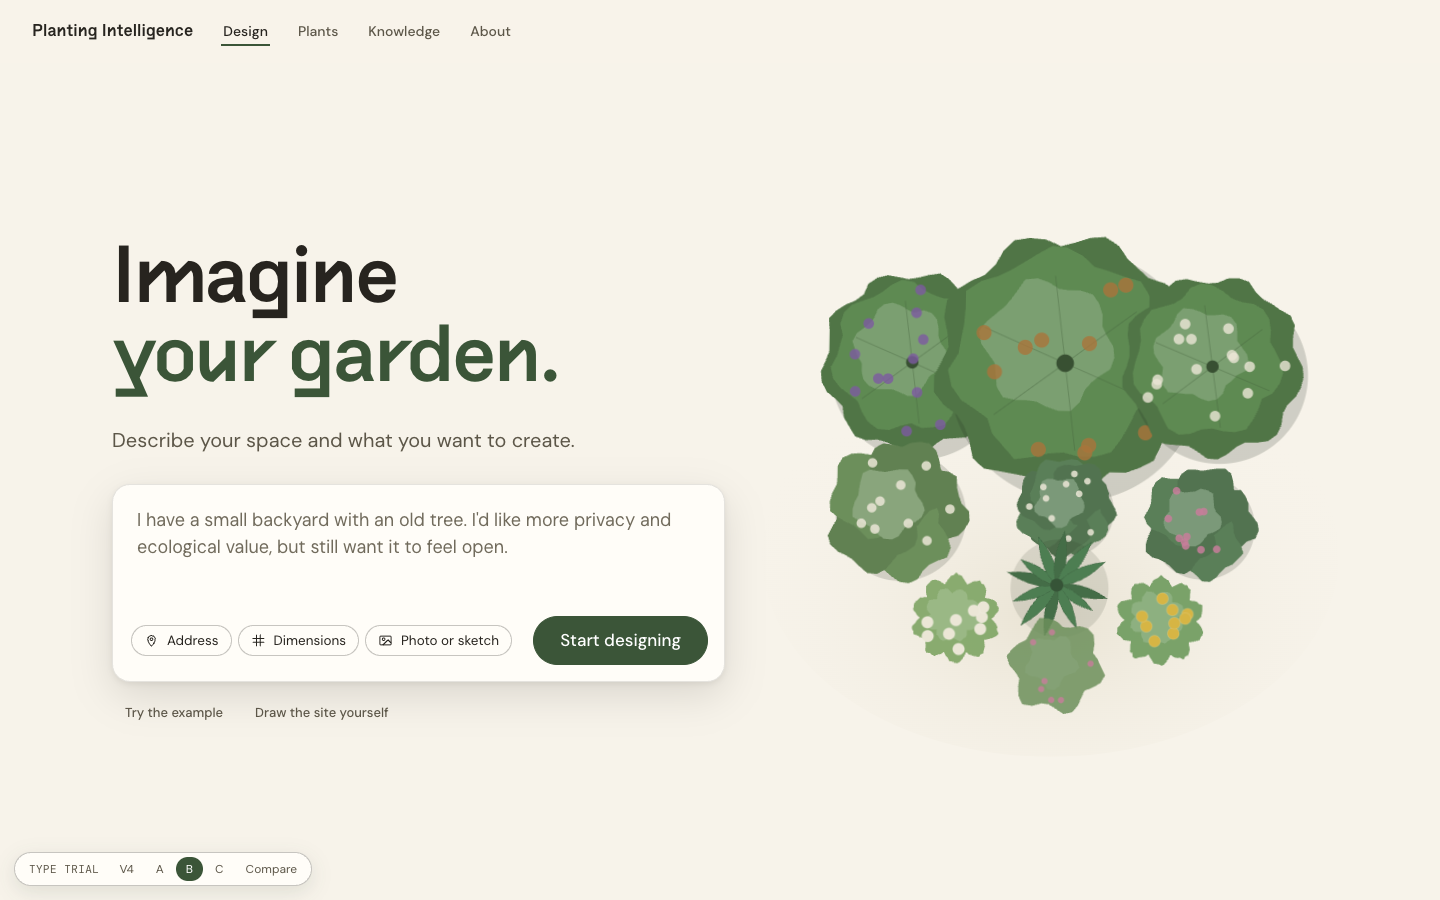 Planting Intelligence
Design
Plants
Knowledge
About
Imagine
your garden.
Describe your space and what you want to create.
I have a small backyard with an old tree. I'd like more privacy and
ecological value, but still want it to feel open.
Address
Dimensions
Photo or sketch
Start designing
Try the example
Draw the site yourself
TYPE TRIAL
V4
A
B
C
Compare